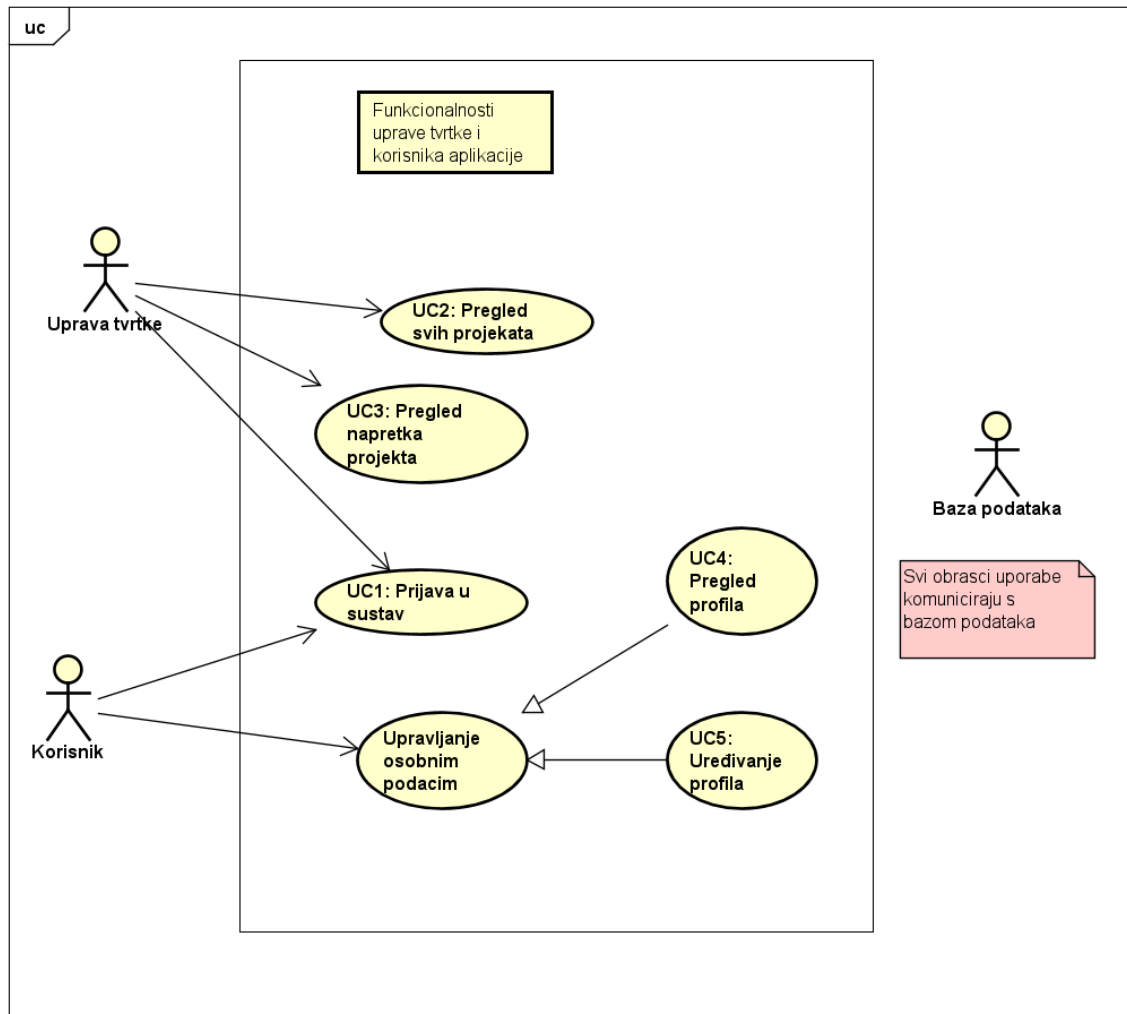 uc
Funkcionalnosti
uprave tvrtke i
korisnika aplikacije
Uprava tvrtke
UC2: Pregled
svih projekata
UC3: Pregled
napretka
projekta
Baza podataka
UC4:
Pregled
profila
Svi obrasci uporabe
komuniciraju s
bazom podataka
UC1: Prijava u
sustav
Korisnik
Upravljanje
osobnim
podacim
UC5:
Uređivanje
profila